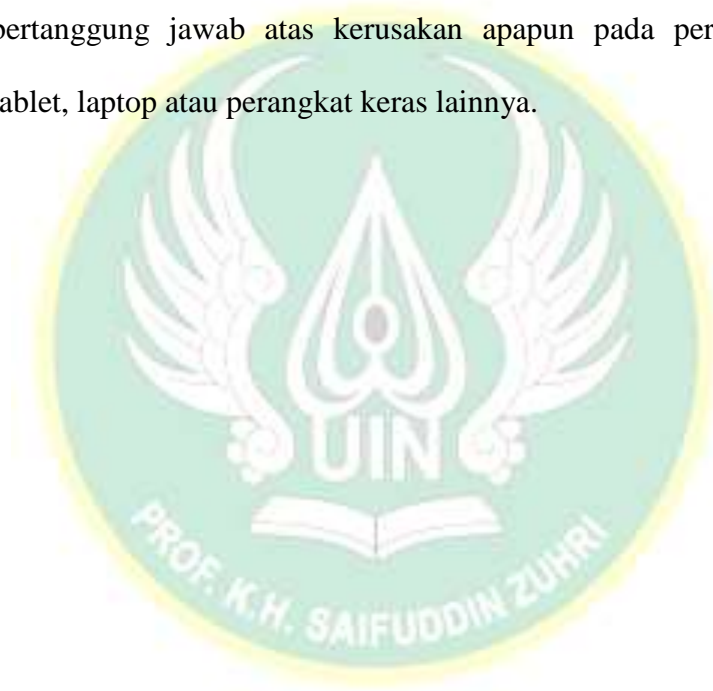 bertanggung jawab atas kerusakan apapun pada per
ablet, laptop atau perangkat keras lainnya.
UIN
PROF. K.H. SAIFUDDIN ZUHRI